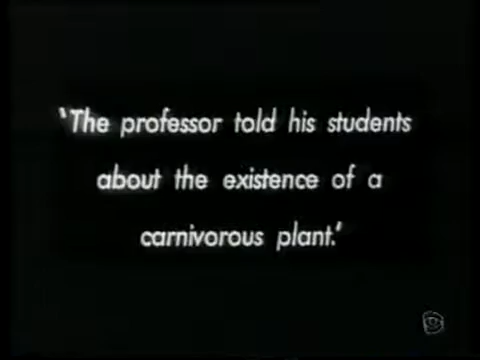 'The professor told his students
about the existence of a
carnivorous plant.'